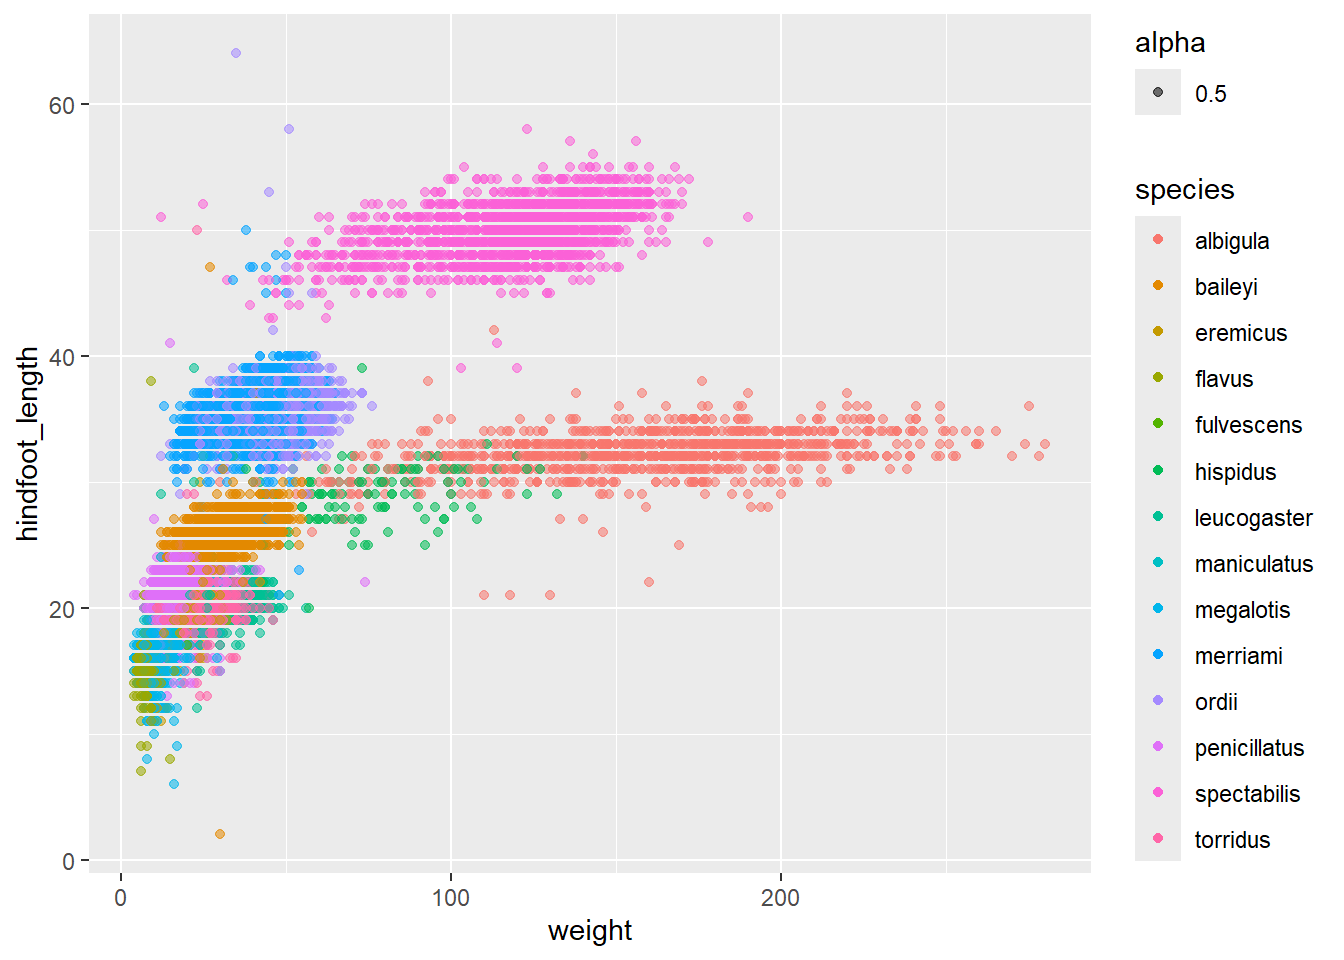 60
40
20
0
0
100
200
weight
hindfoot_length
alpha
0.5
species
albigula
baileyi
eremicus
flavus
fulvescens
hispidus
leucogaster
maniculatus
megalotis
merriami
ordii
penicillatus
spectabilis
torridus